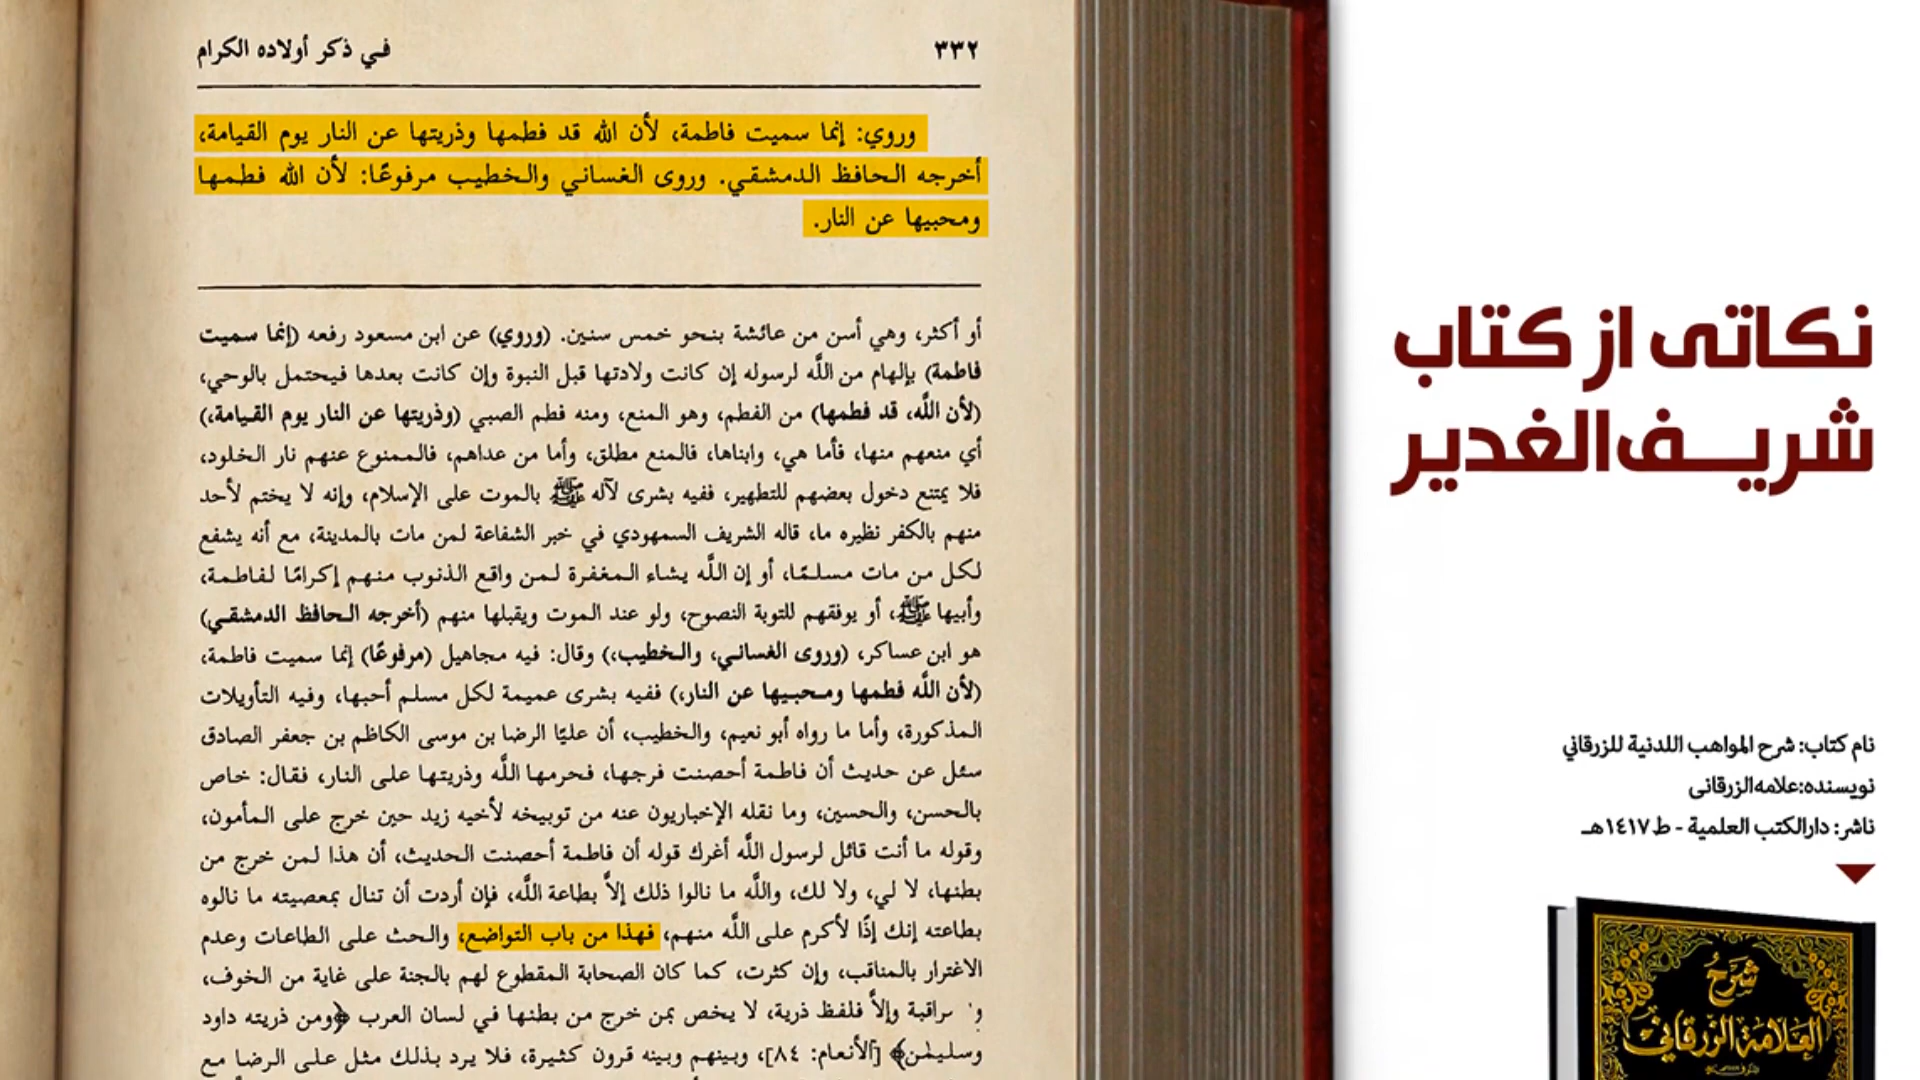 في ذكر أولاده الكرام
٣٣٢
وروي: إنما سميت فاطمة، لأن الله قد فطمها وذريتها عن النار يوم القيامة،
أخرجه الحافظ الدمشقي. وروى الغساني والخطيب مرفوعًا: لأن الله فطمها
ومحبيها عن النار.
أو أكثر، وهي أسن من عائشة بنحو خمس سنين. (وروي) عن ابن مسعود رفعه (إنما سميت
فاطمة) بإلهام من اللَّه لرسوله إن كانت ولادتها قبل النبوة وإن كانت بعدها فيحتمل بالوحي،
(لأن اللَّه، قد فطمها) من الفطم، وهو المنع، ومنه فطم الصبي (وذريتها عن النار يوم القيامة،)
أي منعهم منها، فأما هي، وابناها، فالمنع مطلق، وأما من عداهم، فالممنوع عنهم نار الخلود،
فلا يمتنع دخول بعضهم للتطهير، ففيه بشرى لآله ﷺ بالموت على الإسلام، وإنه لا يختم لأحد
منهم بالكفر نظيره ما، قاله الشريف السمهودي في خبر الشفاعة لمن مات بالمدينة، مع أنه يشفع
لكل من مات مسلمًا، أو إن اللَّه يشاء المغفرة لمن واقع الذنوب منهم إكرامًا لفاطمة،
وأبيها ﷺ، أو يوفقهم للتوبة النصوح، ولو عند الموت ويقبلها منهم (أخرجه الحافظ الدمشقي)
هو ابن عساكر، (وروى الغساني، والخطيب،) وقال: فيه مجاهيل (مرفوعًا) إنما سميت فاطمة،
(لأن اللَّه فطمها ومحبيها عن النار،) ففيه بشرى عميمة لكل مسلم أحبها، وفيه التأويلات
المذكورة، وأما ما رواه أبو نعيم، والخطيب، أن عليًا الرضا بن موسى الكاظم بن جعفر الصادق
سئل عن حديث أن فاطمة أحصنت فرجها، فحرمها اللَّه وذريتها على النار، فقال: خاص
بالحسن، والحسين، وما نقله الإخباريون عنه من توبيخه لأخيه زيد حين خرج على المأمون،
وقوله ما أنت قائل لرسول اللَّه أغرك قوله أن فاطمة أحصنت الحديث، أن هذا لمن خرج من
بطنها، لا لي، ولا لك، واللَّه ما نالوا ذلك إلاَّ بطاعة اللَّه، فإن أردت أن تنال بمعصيته ما نالوه
بطاعته إنك إذًا لأكرم على اللَّه منهم، فهذا من باب التواضع، والحث على الطاعات وعدم
الاغترار بالمناقب، وإن كثرت، كما كان الصحابة المقطوع لهم بالجنة على غاية من الخوف،
وإلاَّ فلفظ ذرية، لا يخص بمن خرج من بطنها في لسان العرب ﴿ومن ذريته داود
وسليمٰن﴾ [الأنعام: ٨٤]، وبينهم وبينه قرون كثيرة، فلا يرد بذلك مثل على الرضا مع
نکاتی از کتاب
شریف الغدیر
نام کتاب: شرح المواهب اللدنية للزرقاني
نویسنده:علامه الزرقانی
ناشر: دارالکتب العلمیة - ط ١٤١٧هـ
شرح
العلامة الزرقاني